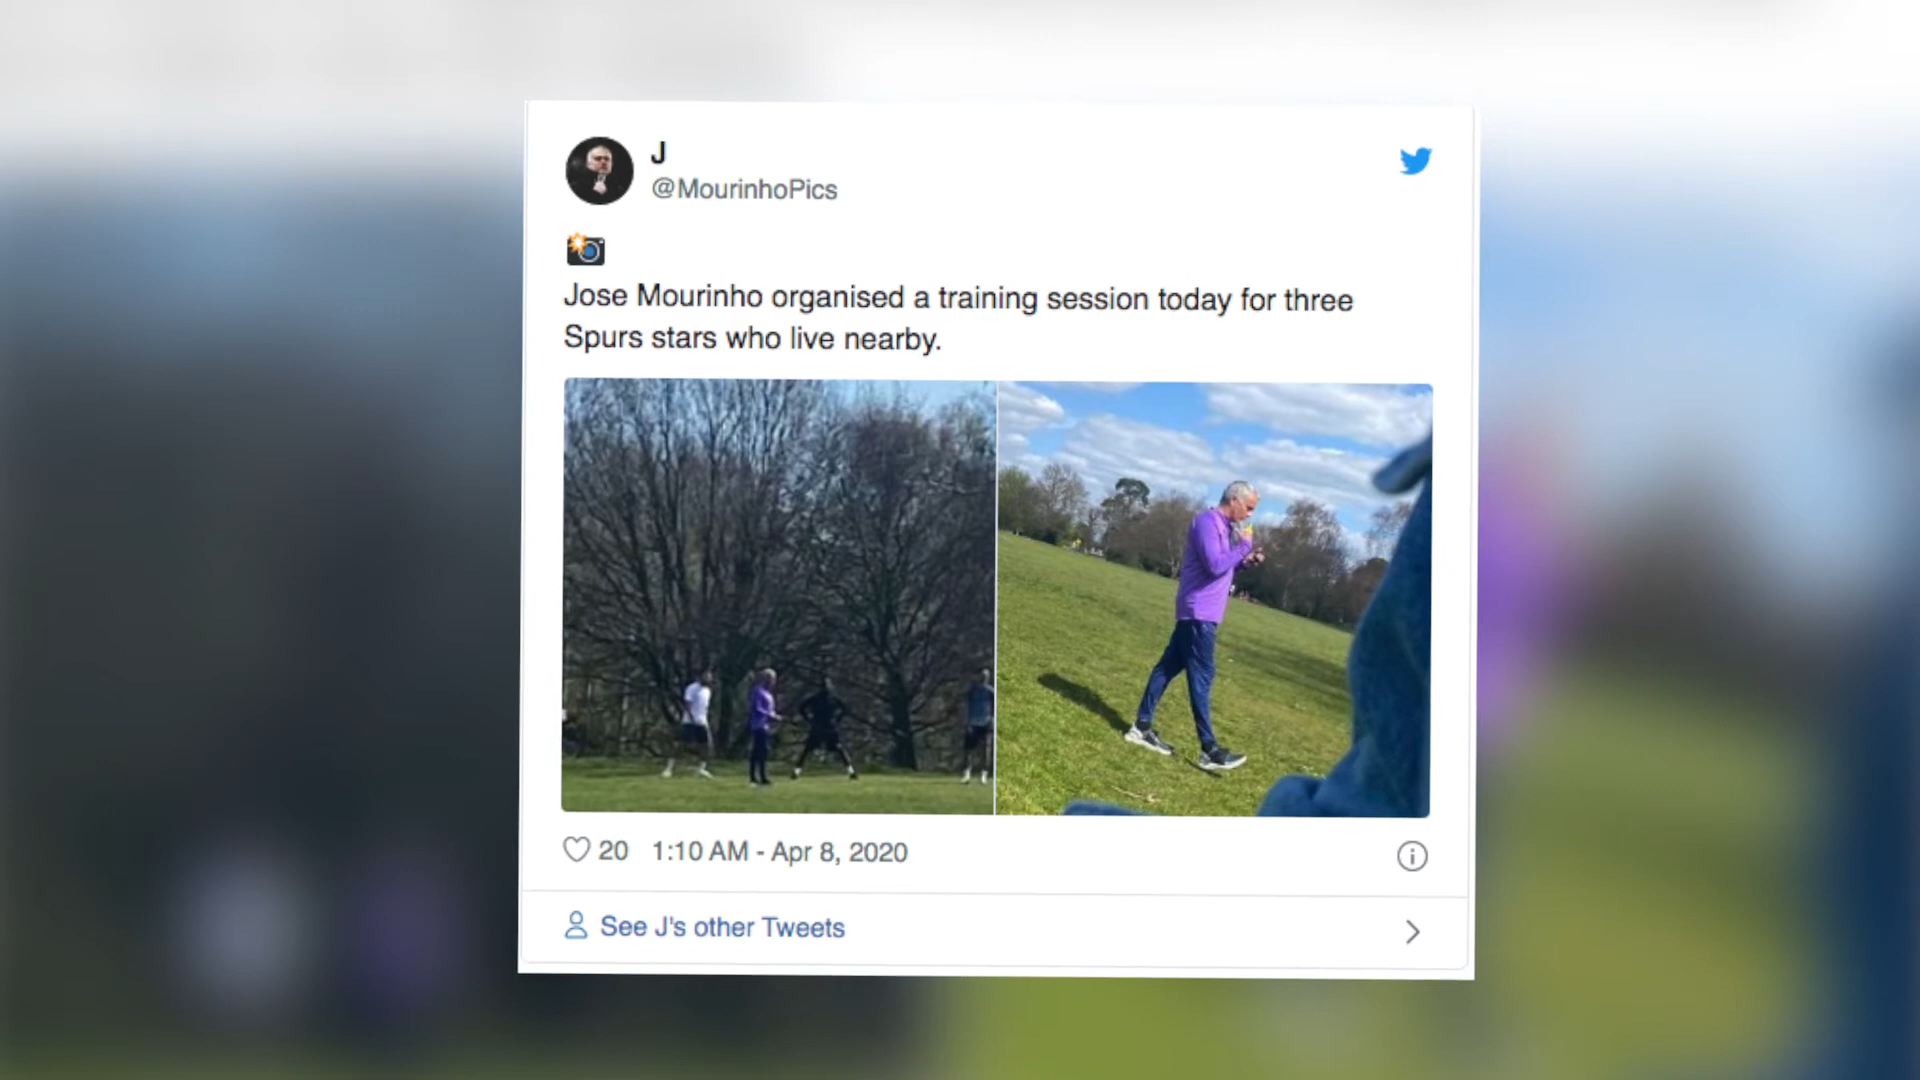 J
@MourinhoPics
Jose Mourinho organised a training session today for three
Spurs stars who live nearby.
20 1:10 AM - Apr 8, 2020
See J's other Tweets